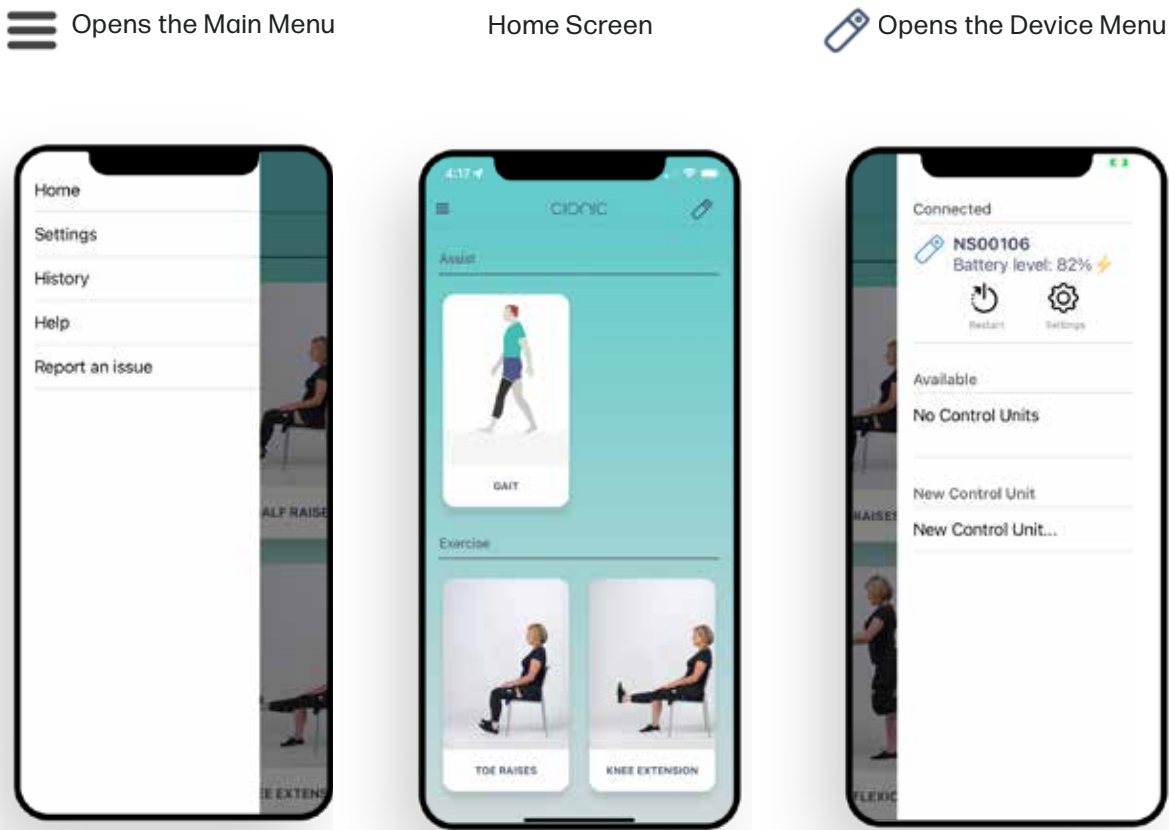 Opens the Main Menu
Home Screen
Opens the Device Menu
Home
Settings
History
Help
Report an issue
ALF RAISE
EE EXTENS
4:17
CIONIC
Assist
GAIT
Exercise
TOE RAISES
KNEE EXTENSION
Connected
NS00106
Battery level: 82%
Restart
Settings
Available
No Control Units
New Control Unit
New Control Unit...
RAISES
FLEXIC